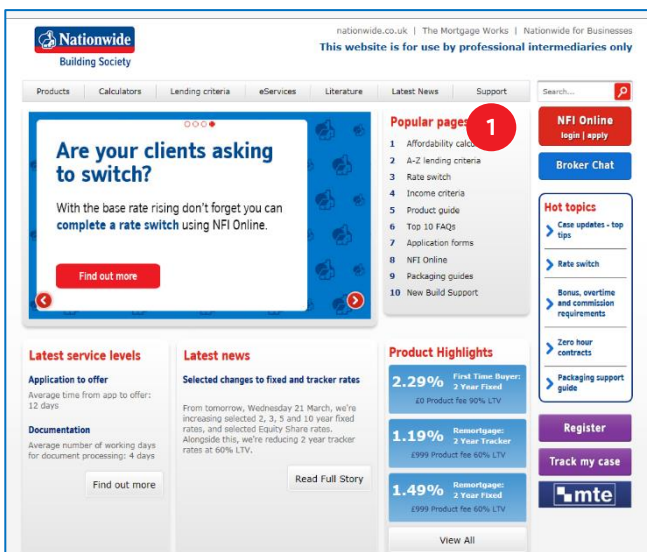 Nationwide
Building Society
nationwide.co.uk | The Mortgage Works | Nationwide for Businesses
This website is for use by professional intermediaries only
Products Calculators Lending criteria eServices Literature Latest News Support Search...
Are your clients asking
to switch?
With the base rate rising don't forget you can
complete a rate switch using NFI Online.
Find out more
Popular pages
1
1 Affordability
2 A-Z lending criteria
3 Rate switch
4 Income criteria
5 Product guide
6 Top 10 FAQs
7 Application forms
8 NFI Online
9 Packaging guides
10 New Build Support
NFI Online
login | apply
Broker Chat
Hot topics
Case updates - top
tips
Rate switch
Bonus, overtime
and commission
requirements
Zero hour
contracts
Packaging support
guide
Register
Track my case
mte
Latest service levels
Application to offer
Average time from app to offer:
12 days
Documentation
Average number of working days
for document processing: 4 days
Find out more
Latest news
Selected changes to fixed and tracker rates
From tomorrow, Wednesday 21 March, we're
increasing selected 2, 3, 5 and 10 year fixed
rates, and selected Equity Share rates.
Alongside this, we're reducing 2 year tracker
rates at 60% LTV.
Read Full Story
Product Highlights
2.29% First Time Buyer:
2 Year Fixed
£0 Product fee 90% LTV
1.19% Remortgage:
2 Year Tracker
£999 Product fee 60% LTV
1.49% Remortgage:
2 Year Fixed
£999 Product fee 60% LTV
View All